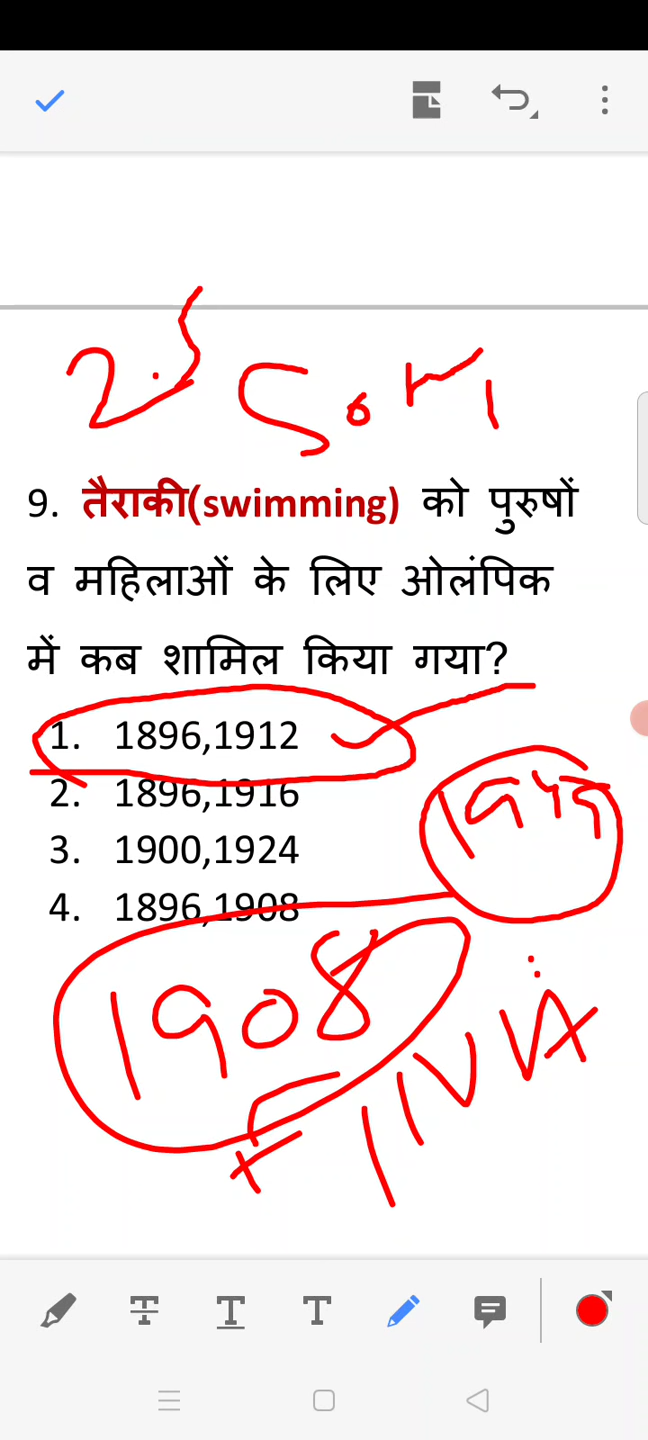 9. तैराकी(swimming) को पुरुषों
व महिलाओं के लिए ओलंपिक
में कब शामिल किया गया?
1. 1896,1912
2. 1896,1916
3. 1900,1924
4. 1896,1908
1908